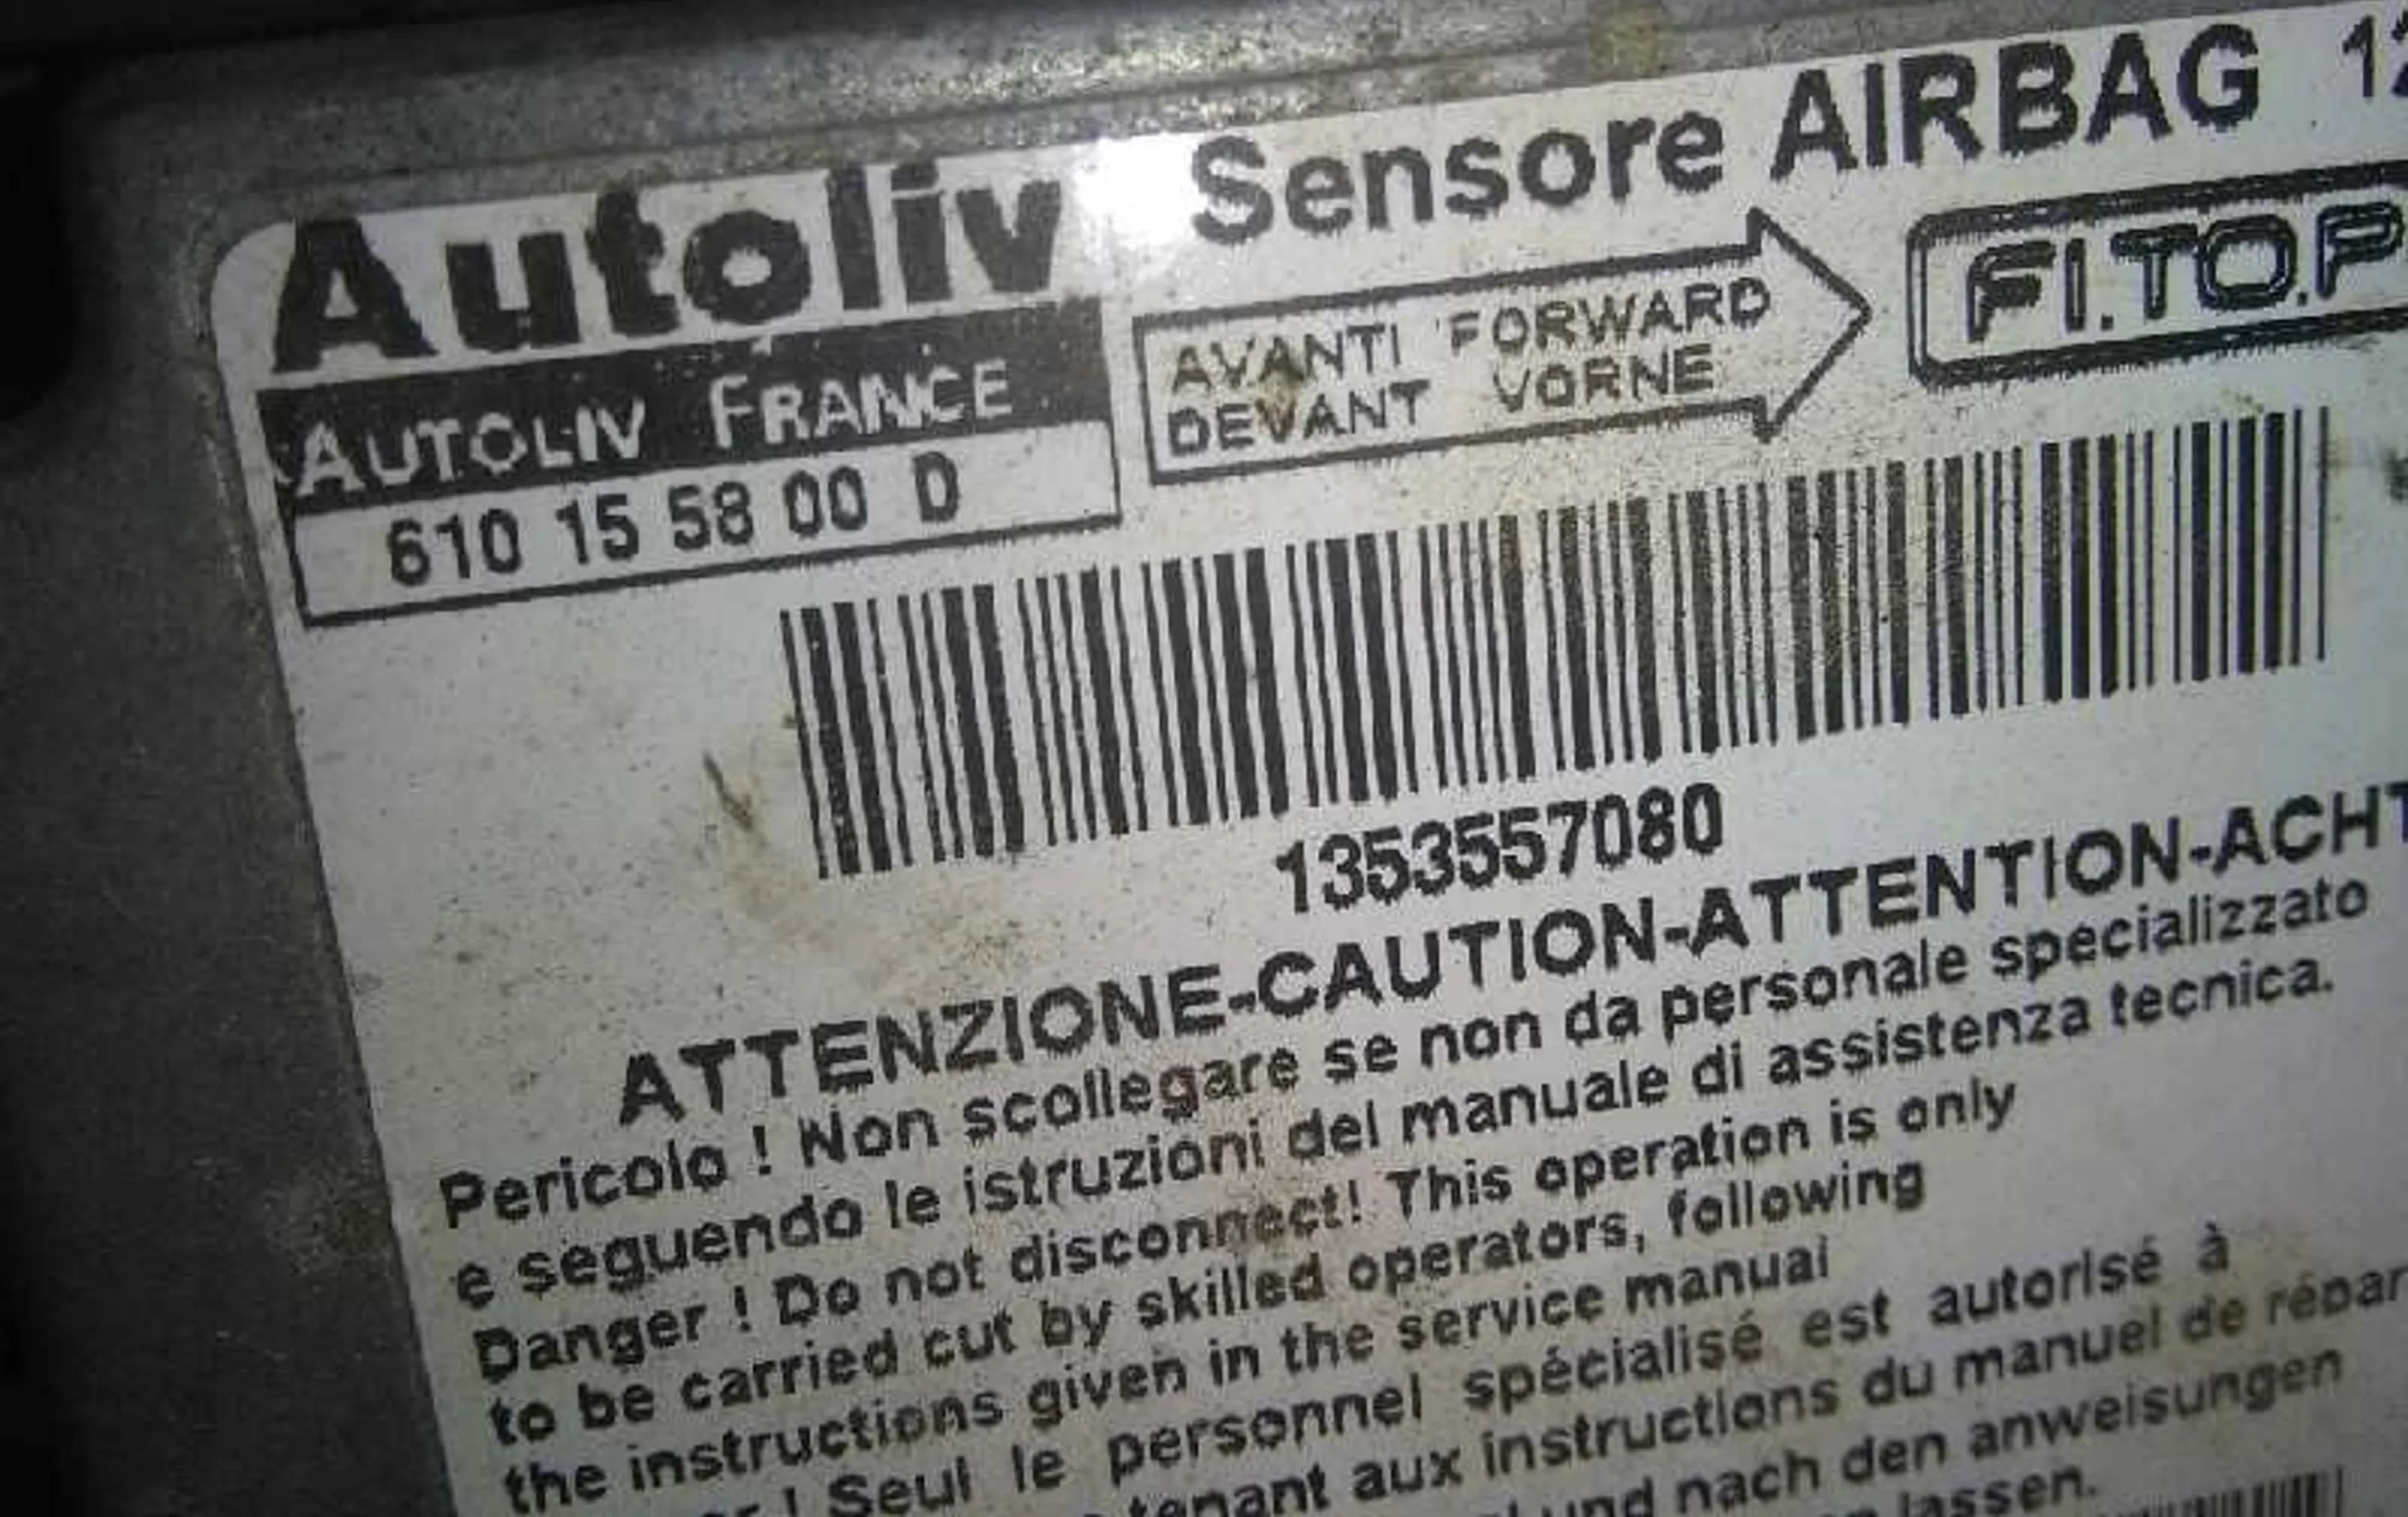 Autoliv Sensore AIRBAG
AUTOLIV FRANCE
610 15 58 00 D
AVANTI FORWARD
DEVANT VORNE
FI.TO.P
1353557080
ATTENZIONE-CAUTION-ATTENTION-ACHT
Pericolo ! Non scollegare se non da personale specializzato
e seguendo le istruzioni del manuale di assistenza tecnica.
Danger ! Do not disconnect! This operation is only
to be carried out by skilled operators, following
the instructions given in the service manual
! Seul le personnel spécialisé est autorisé à
tenant aux instructions du manuel de répar
und nach den anweisungen
lassen.